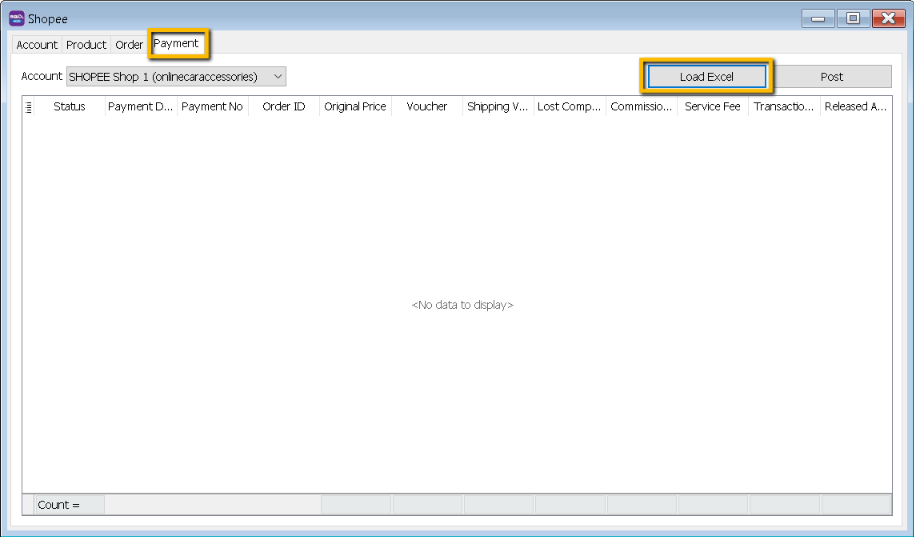 Shopee
Account Product Order Payment
Account SHOPEE Shop 1 (onlinecaraccessories) Load Excel Post
Status Payment D... Payment No Order ID Original Price Voucher Shipping V... Lost Comp... Commissio... Service Fee Transactio... Released A...
<No data to display>
Count =